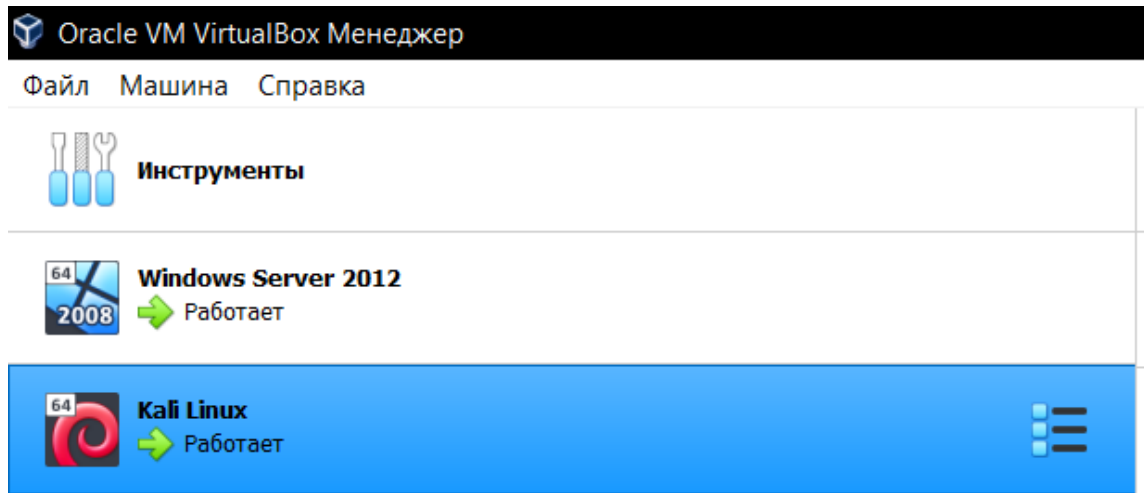 Oracle VM VirtualBox Менеджер
Файл Машина Справка
Инструменты
64
2008
Windows Server 2012
Работает
64
Kali Linux
Работает